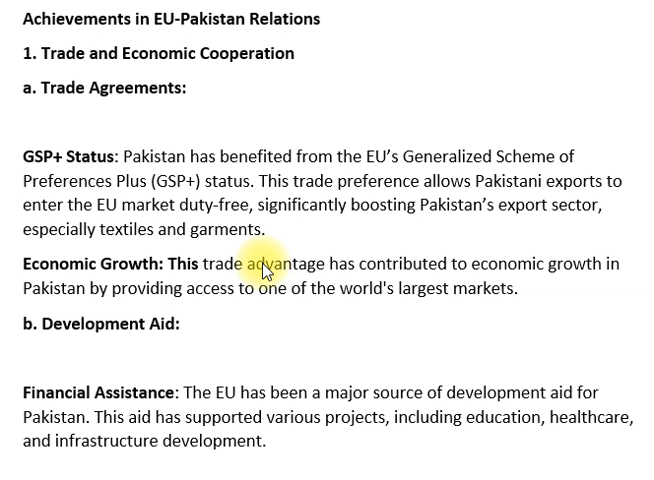 Achievements in EU-Pakistan Relations
1. Trade and Economic Cooperation
a. Trade Agreements:
GSP+ Status: Pakistan has benefited from the EU’s Generalized Scheme of
Preferences Plus (GSP+) status. This trade preference allows Pakistani exports to
enter the EU market duty-free, significantly boosting Pakistan’s export sector,
especially textiles and garments.
Economic Growth: This trade advantage has contributed to economic growth in
Pakistan by providing access to one of the world's largest markets.
b. Development Aid:
Financial Assistance: The EU has been a major source of development aid for
Pakistan. This aid has supported various projects, including education, healthcare,
and infrastructure development.